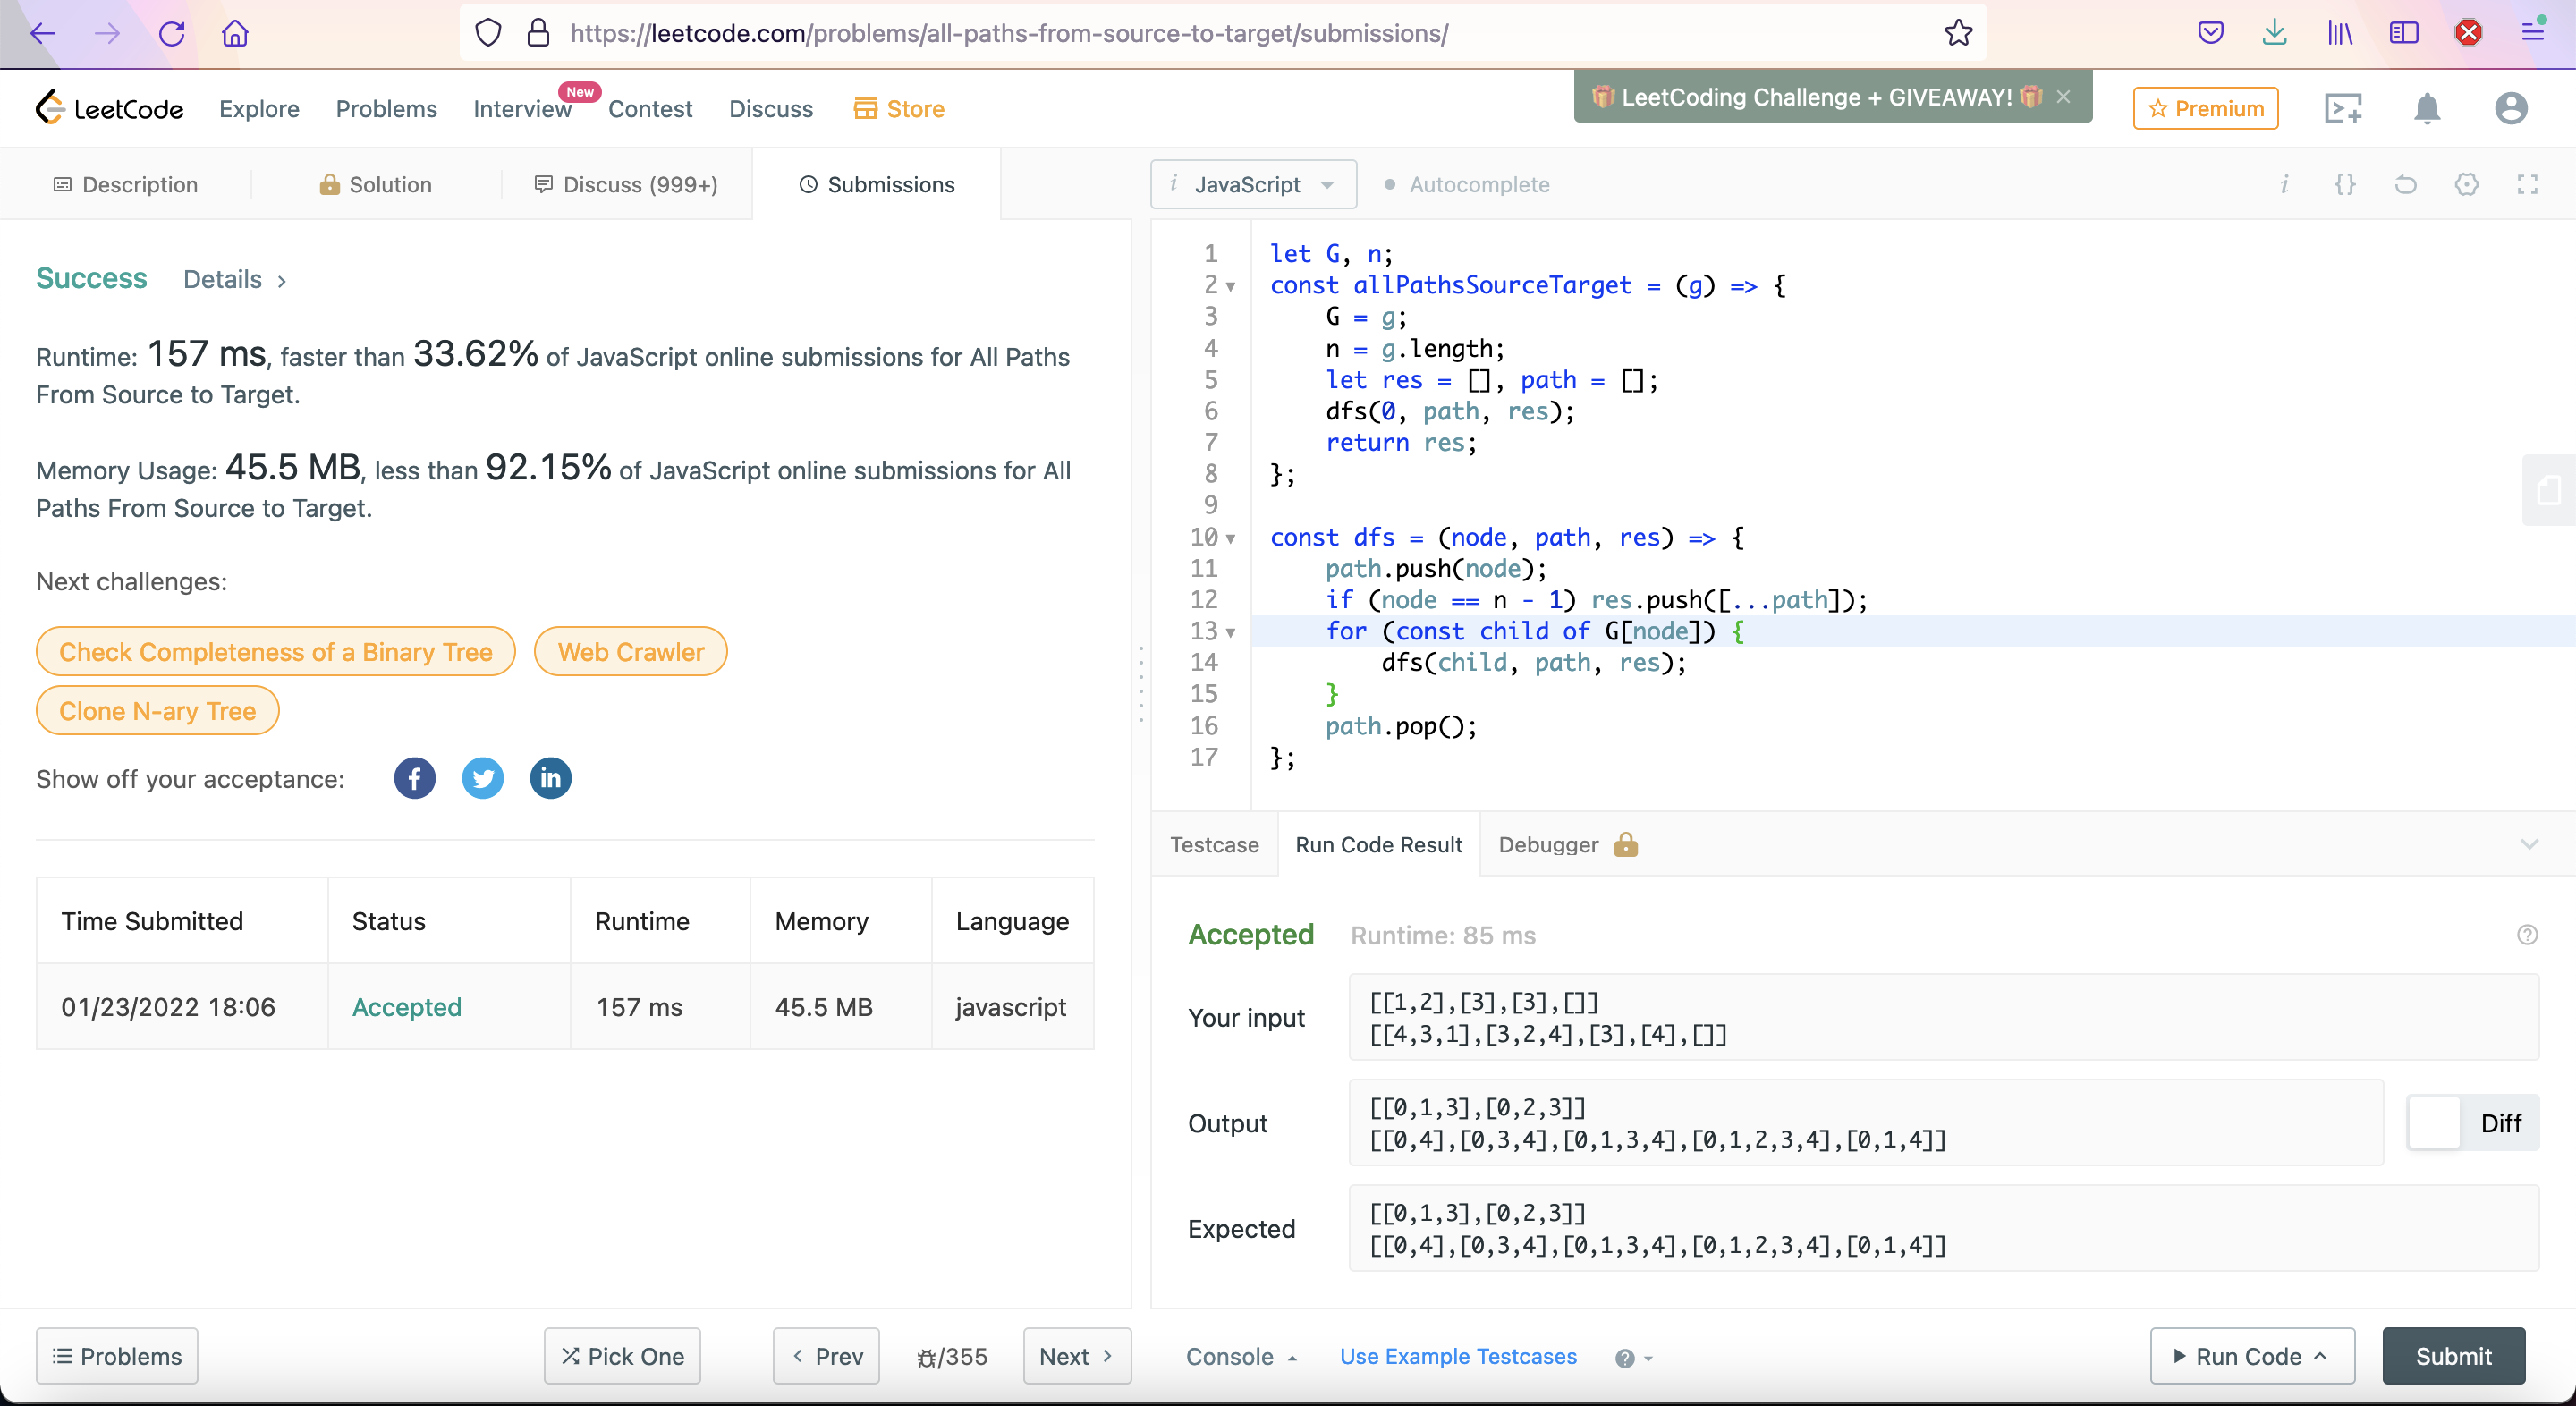 https://leetcode.com/problems/all-paths-from-source-to-target/submissions/
LeetCode
Explore
Problems
Interview
New
Contest
Discuss
Store
LeetCoding Challenge + GIVEAWAY!
Premium
Description
Solution
Discuss (999+)
Submissions
i JavaScript
Autocomplete
Success Details
Runtime: 157 ms, faster than 33.62% of JavaScript online submissions for All Paths
From Source to Target.
Memory Usage: 45.5 MB, less than 92.15% of JavaScript online submissions for All
Paths From Source to Target.
Next challenges:
Check Completeness of a Binary Tree
Web Crawler
Clone N-ary Tree
Show off your acceptance:
Time Submitted Status Runtime Memory Language
01/23/2022 18:06 Accepted 157 ms 45.5 MB javascript
1 let G, n;
2 const allPathsSourceTarget = (g) => {
3 G = g;
4 n = g.length;
5 let res = [], path = [];
6 dfs(0, path, res);
7 return res;
8 };
9
10 const dfs = (node, path, res) => {
11 path.push(node);
12 if (node == n - 1) res.push([...path]);
13 for (const child of G[node]) {
14 dfs(child, path, res);
15 }
16 path.pop();
17 };
Testcase
Run Code Result
Debugger
Accepted Runtime: 85 ms
Your input
[[1,2],[3],[3],[]]
[[4,3,1],[3,2,4],[3],[4],[]]
Output
[[0,1,3],[0,2,3]]
[[0,4],[0,3,4],[0,1,3,4],[0,1,2,3,4],[0,1,4]]
Diff
Expected
[[0,1,3],[0,2,3]]
[[0,4],[0,3,4],[0,1,3,4],[0,1,2,3,4],[0,1,4]]
Problems
Pick One
Prev
/355
Next
Console
Use Example Testcases
Run Code
Submit